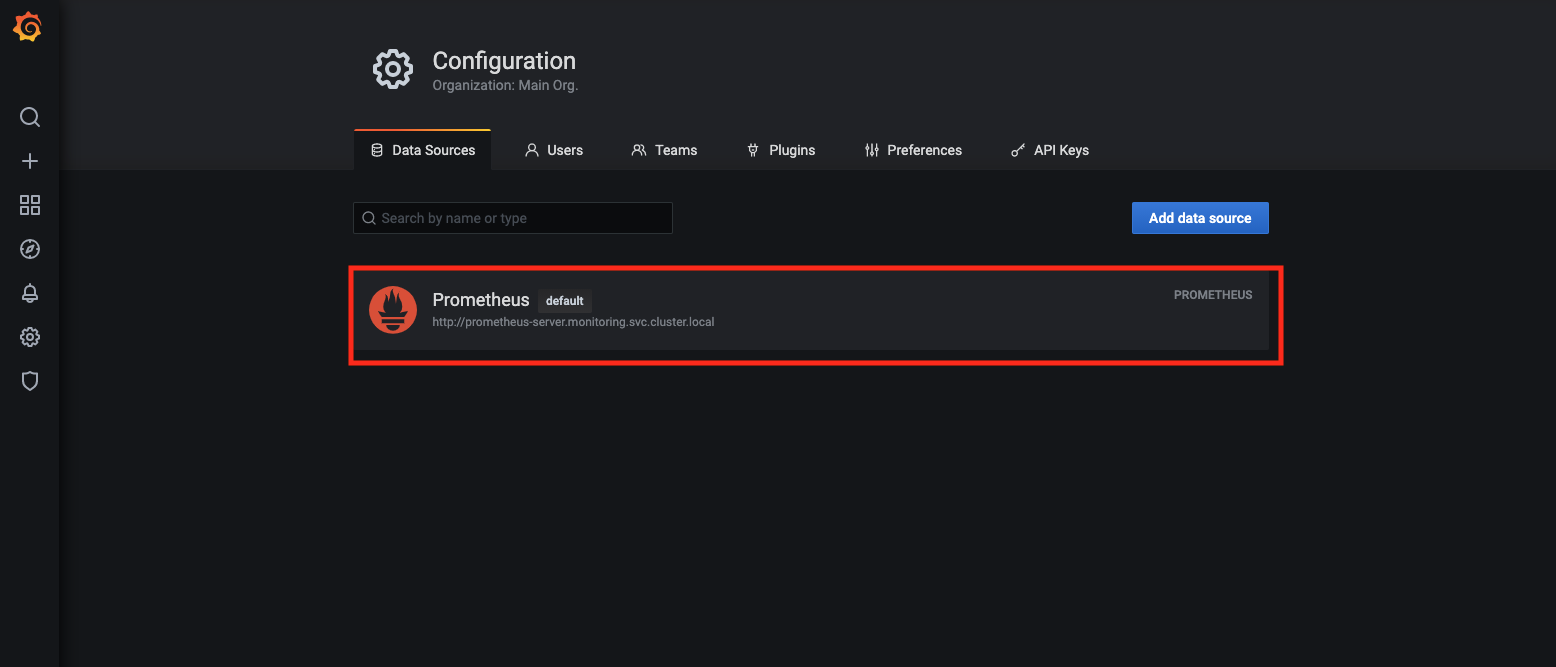 Configuration
Organization: Main Org.
Data Sources Users Teams Plugins Preferences API Keys
Search by name or type Add data source
Prometheus default PROMETHEUS
http://prometheus-server.monitoring.svc.cluster.local